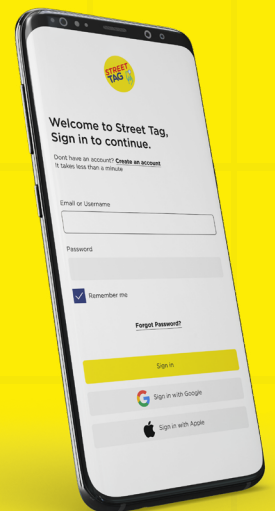 STREET
TAG
Welcome to Street Tag,
Sign in to continue.
Dont have an account? Create an account
It takes less than a minute
Email or Username
Password
Remember me
Forgot Password?
Sign In
Sign in with Google
Sign in with Apple